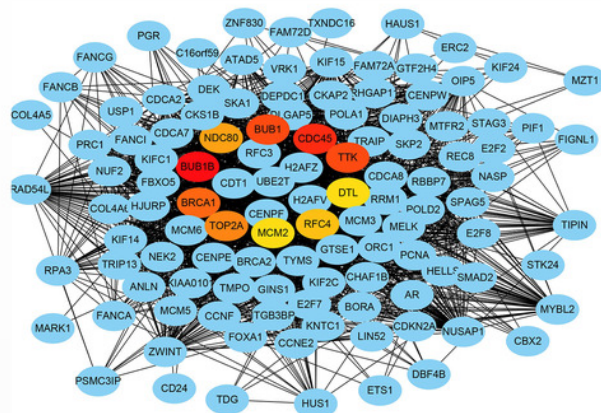 ZNF830
TXNDC16
PGR
FAM72D
HAUS1
C16orf59
ERC2
FANCG
ATAD5
VRK1
KIF15
FAM72A
GTF2H4
KIF24
FANCB
DEK
OIP5
MZT1
CDCA2
SKA1
DEPDC1
CKAP2
RHGAP1
CENPW
COL4A5
USP1
CKS1B
DLGAP5
POLA1
DIAPH3
MTFR2
STAG3
PIF1
CDCA7
NDC80
BUB1
CDC45
TRAIP
SKP2
E2F2
FIGNL1
PRC1
FANCI
RFC3
TTK
REC8
NUF2
KIFC1
BUB1B
H2AFZ
NASP
RAD54L
FBXO5
CDT1
UBE2T
DTL
CDCA8
RBBP7
COL4A6
HJURP
BRCA1
H2AFV
RRM1
SPAG5
CENPF
POLD2
TIPIN
MCM6
TOP2A
MCM2
RFC4
MCM3
MELK
E2F8
KIF14
GTSE1
ORC1
RPA3
TRIP13
NEK2
CENPE
BRCA2
TYMS
PCNA
STK24
KIAA010
CHAF1B
HELLS
SMAD2
ANLN
TMPO
GINS1
KIF2C
AR
MYBL2
MARK1
FANCA
MCM5
E2F7
BORA
CDKN2A
CCNF
TGB3BP
KNTC1
NUSAP1
CBX2
ZWINT
FOXA1
CCNE2
LIN52
PSMC3IP
DBF4B
CD24
ETS1
TDG
HUS1